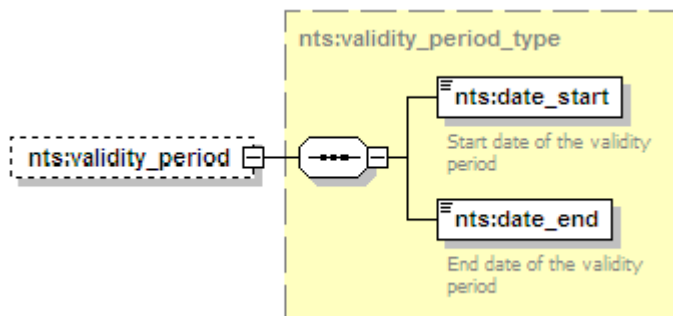 nts:validity_period_type
nts:date_start
Start date of the validity
period
nts:validity_period
nts:date_end
End date of the validity
period